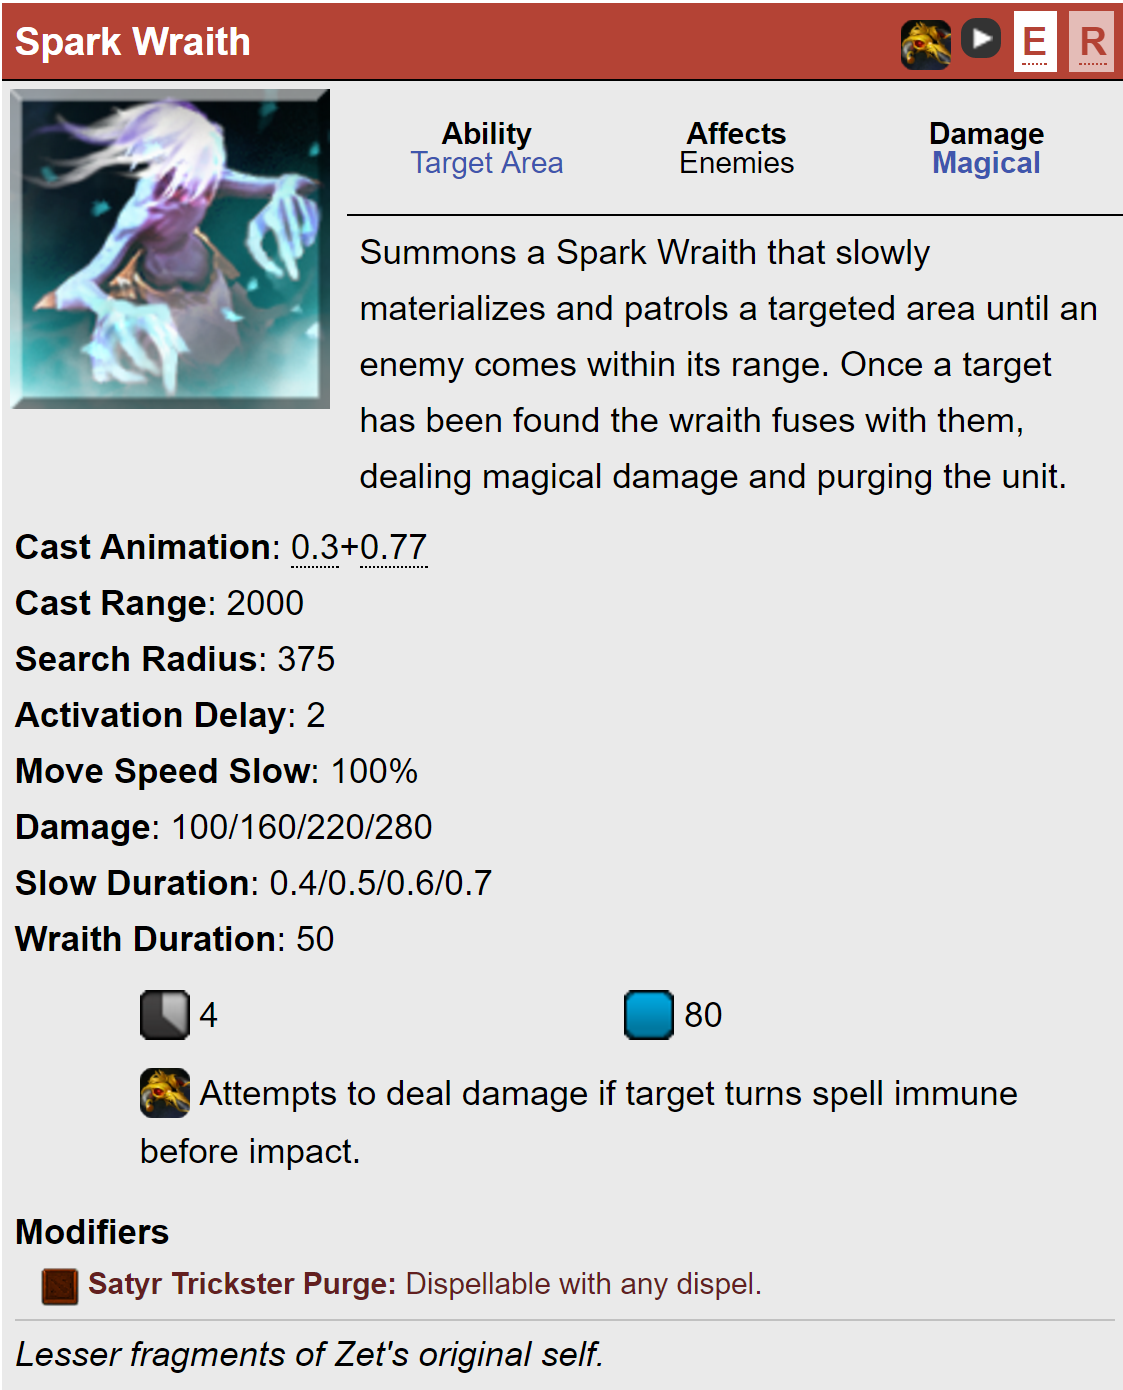 Spark Wraith
E R
Ability Affects Damage
Target Area Enemies Magical
Summons a Spark Wraith that slowly
materializes and patrols a targeted area until an
enemy comes within its range. Once a target
has been found the wraith fuses with them,
dealing magical damage and purging the unit.
Cast Animation: 0.3+0.77
Cast Range: 2000
Search Radius: 375
Activation Delay: 2
Move Speed Slow: 100%
Damage: 100/160/220/280
Slow Duration: 0.4/0.5/0.6/0.7
Wraith Duration: 50
4 80
Attempts to deal damage if target turns spell immune
before impact.
Modifiers
Satyr Trickster Purge: Dispellable with any dispel.
Lesser fragments of Zet's original self.